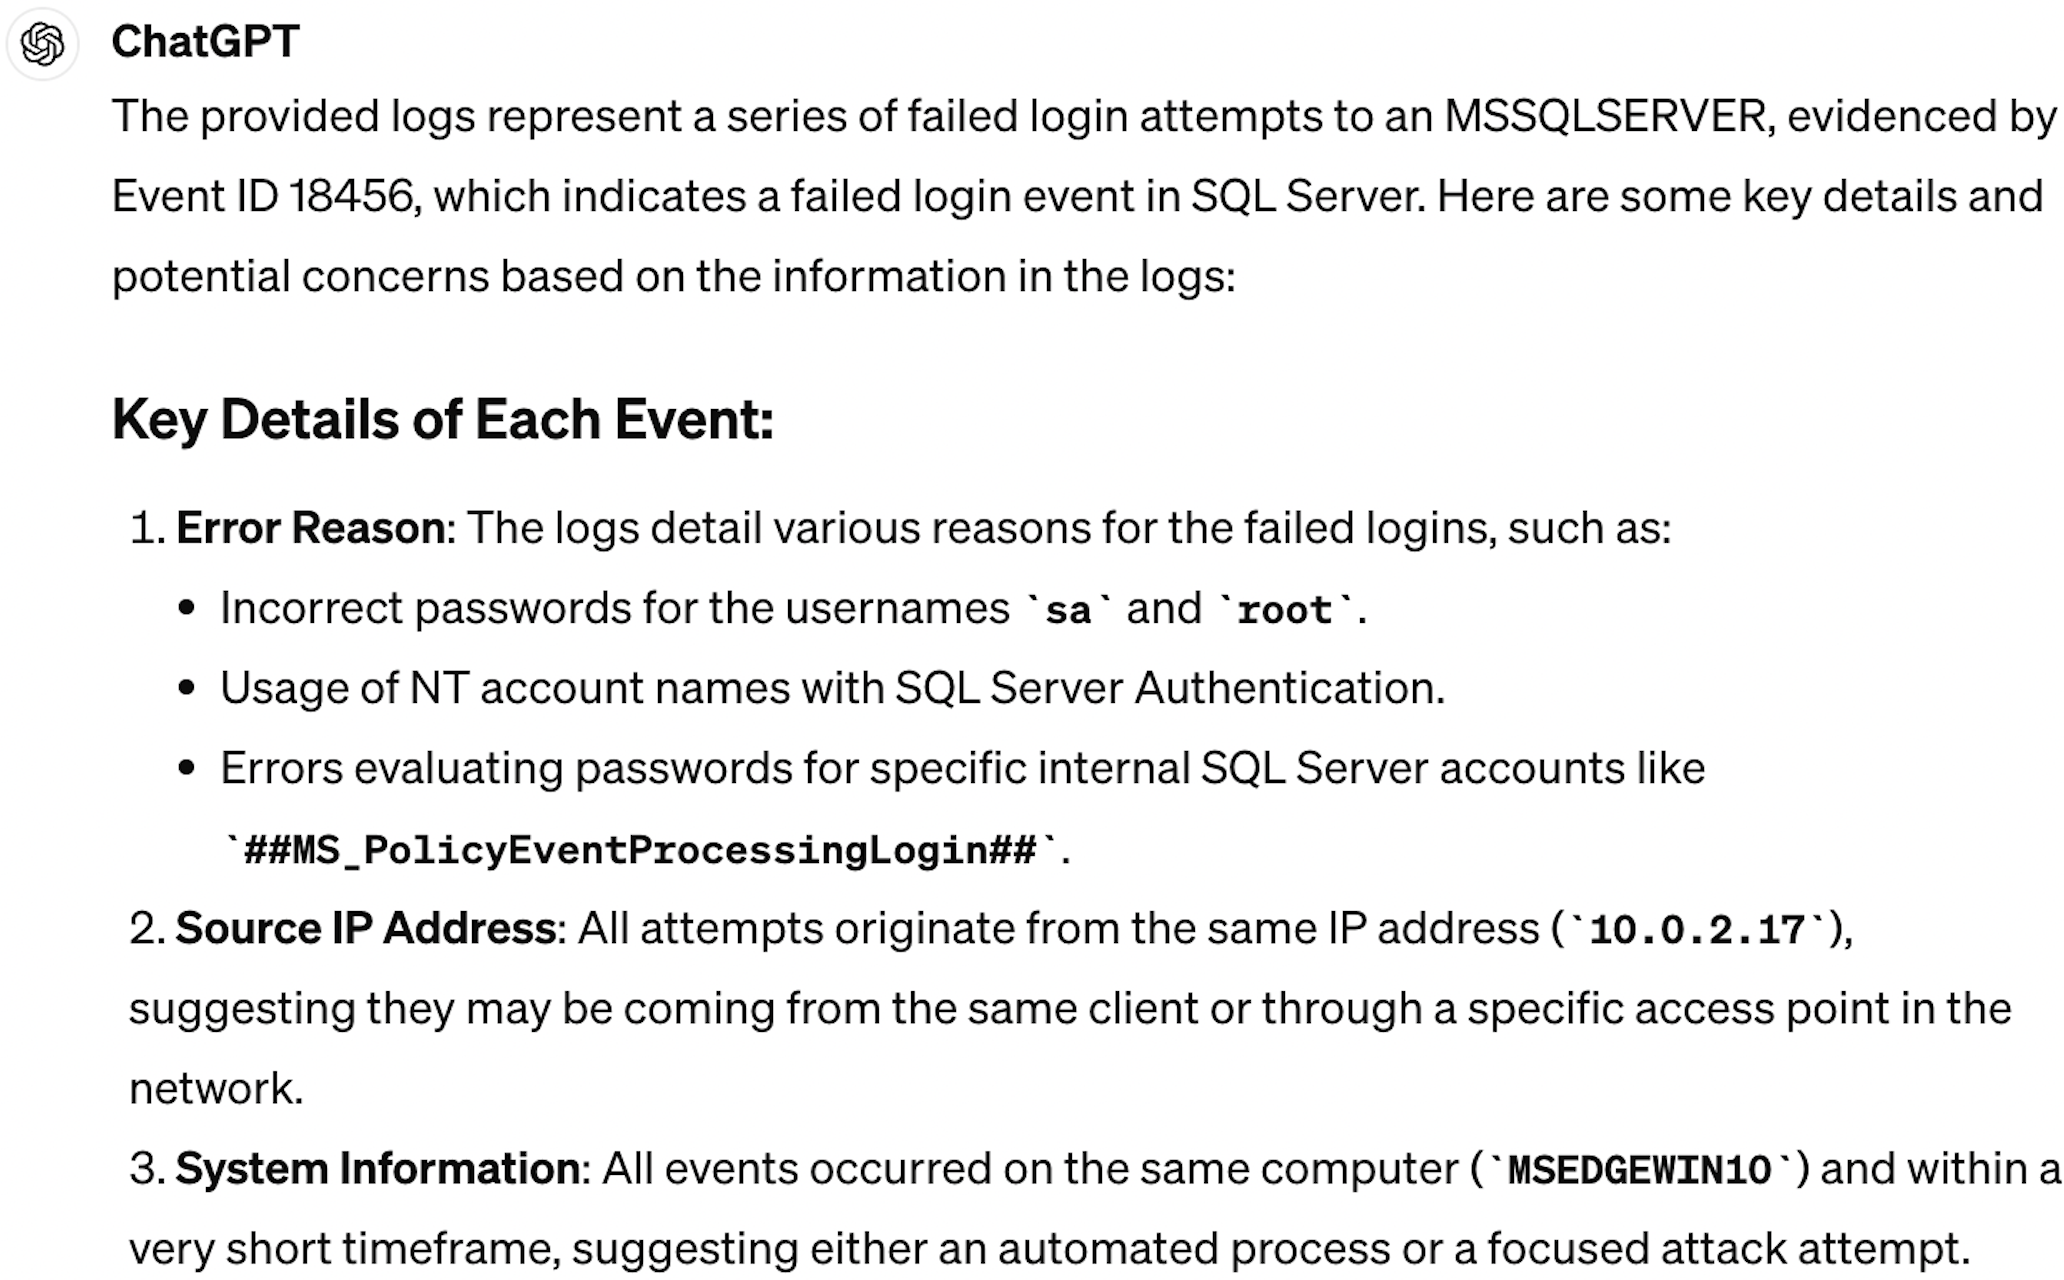 ChatGPT
The provided logs represent a series of failed login attempts to an MSSQLSERVER, evidenced by
Event ID 18456, which indicates a failed login event in SQL Server. Here are some key details and
potential concerns based on the information in the logs:
Key Details of Each Event:
1. Error Reason: The logs detail various reasons for the failed logins, such as:
• Incorrect passwords for the usernames `sa` and `root`.
• Usage of NT account names with SQL Server Authentication.
• Errors evaluating passwords for specific internal SQL Server accounts like
`##MS_PolicyEventProcessingLogin##`.
2. Source IP Address: All attempts originate from the same IP address (`10.0.2.17`),
suggesting they may be coming from the same client or through a specific access point in the
network.
3. System Information: All events occurred on the same computer (`MSEDGEWIN10`) and within a
very short timeframe, suggesting either an automated process or a focused attack attempt.